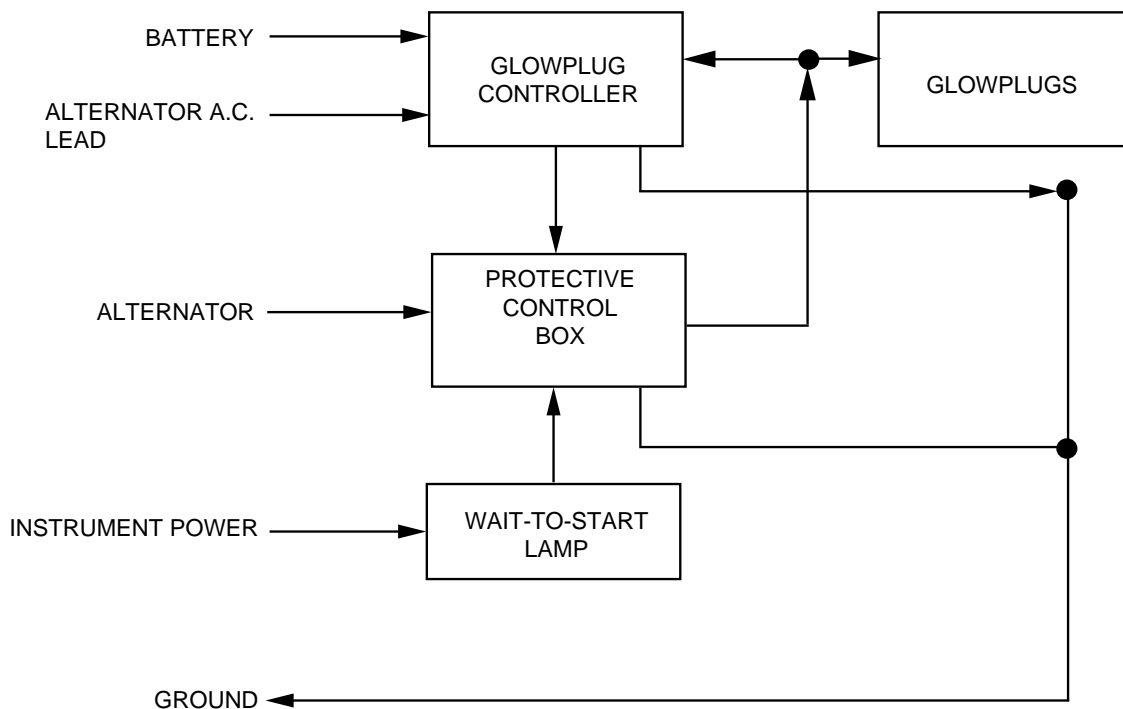 BATTERY
GLOWPLUG
CONTROLLER
GLOWPLUGS
ALTERNATOR A.C.
LEAD
PROTECTIVE
CONTROL
BOX
ALTERNATOR
INSTRUMENT POWER
WAIT-TO-START
LAMP
GROUND